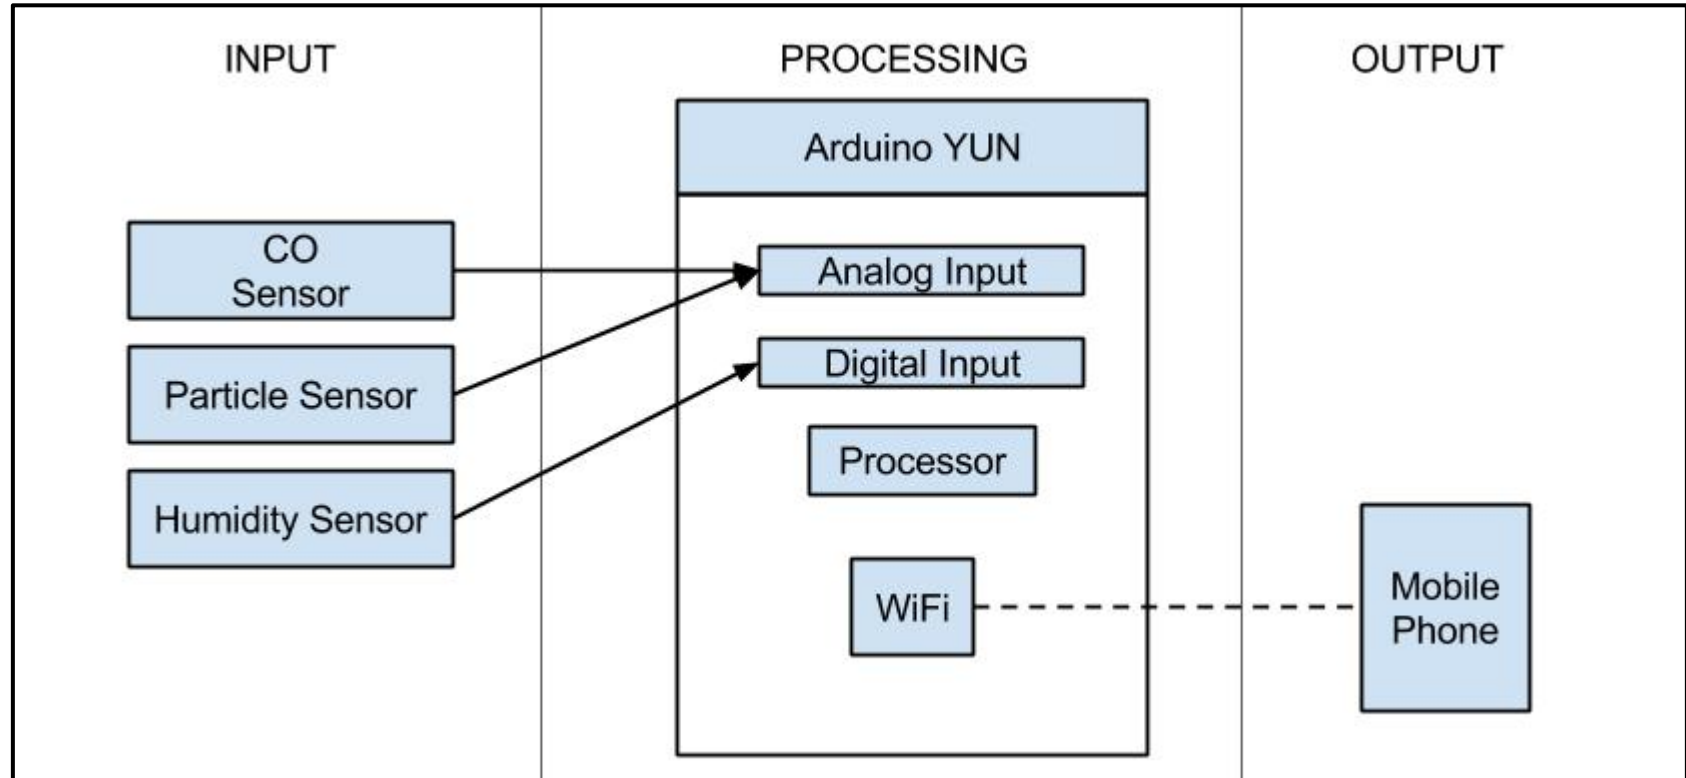 INPUT
PROCESSING
OUTPUT
Arduino YUN
CO
Sensor
Analog Input
Particle Sensor
Digital Input
Processor
Humidity Sensor
WiFi
Mobile
Phone